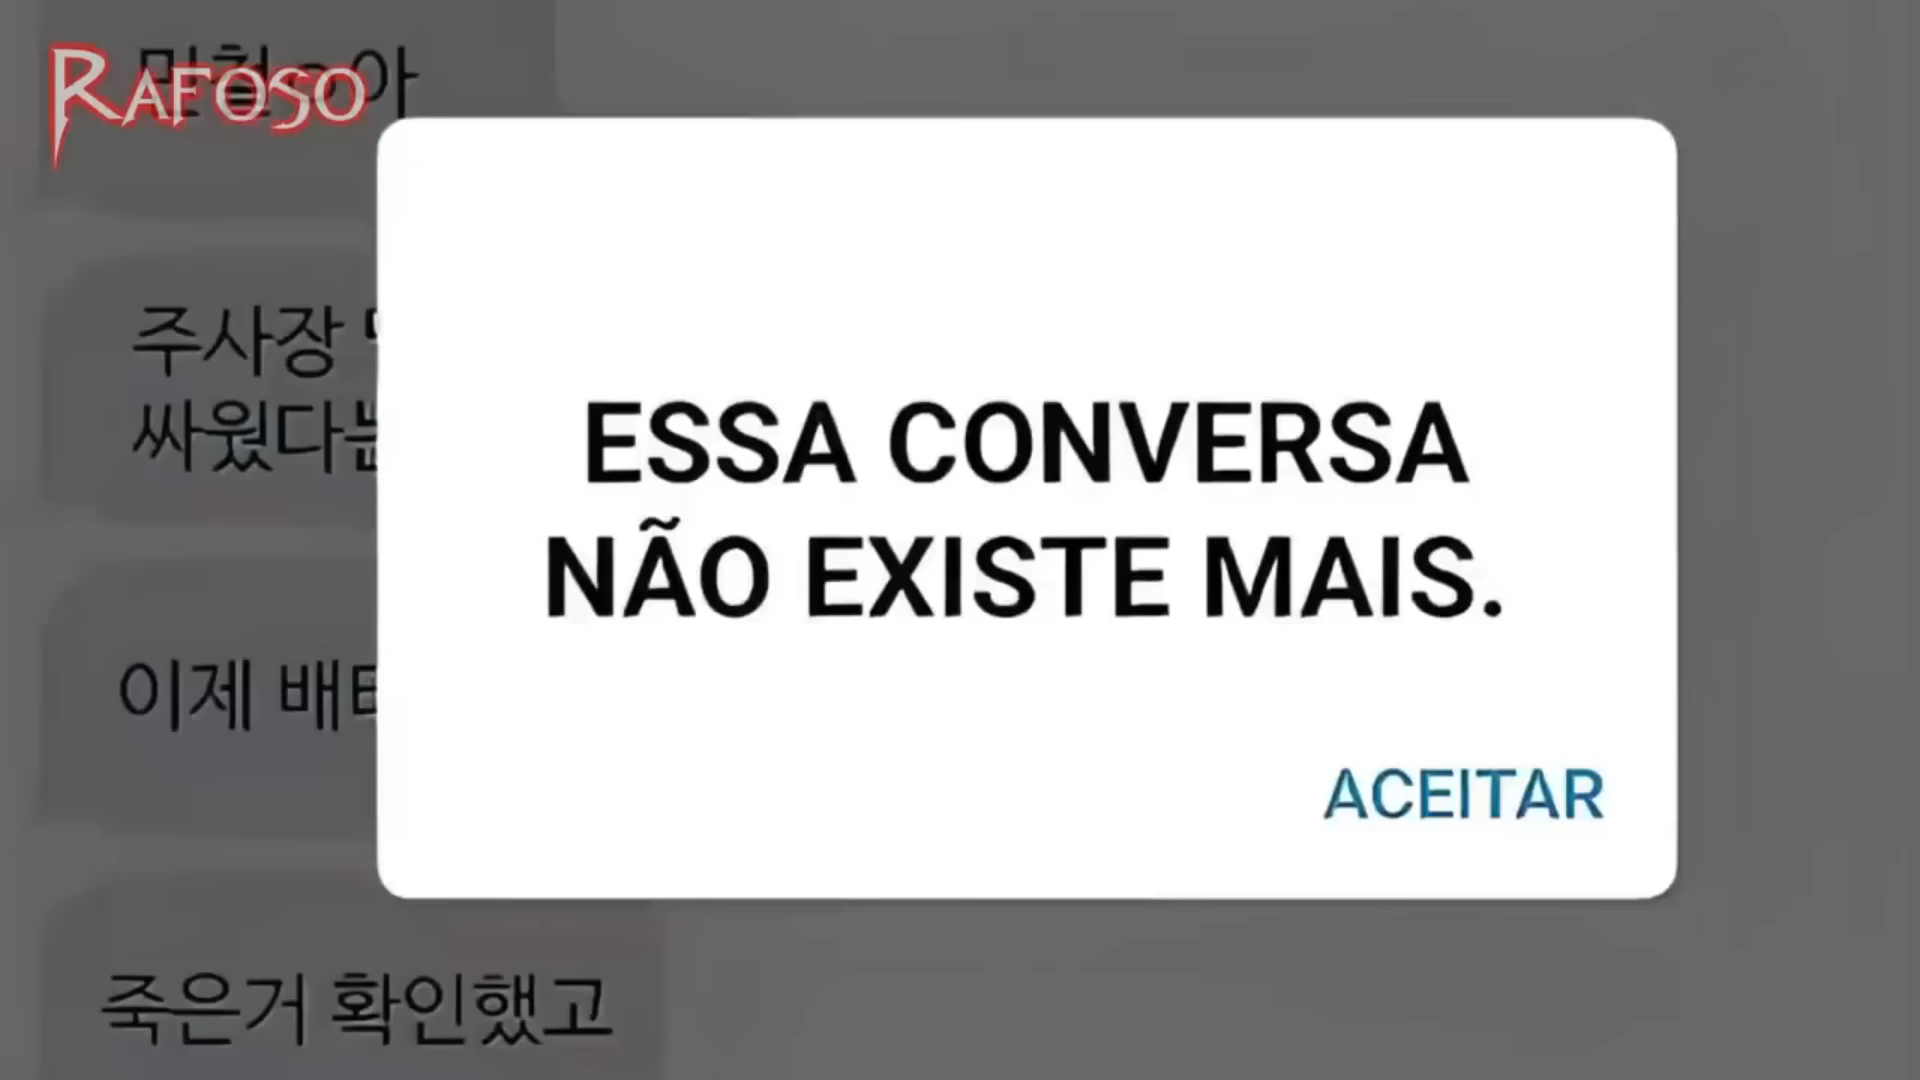 RAFOSO
주사장
싸웠다는
ESSA CONVERSA
NÃO EXISTE MAIS.
이제
ACEITAR
죽은거 확인했고